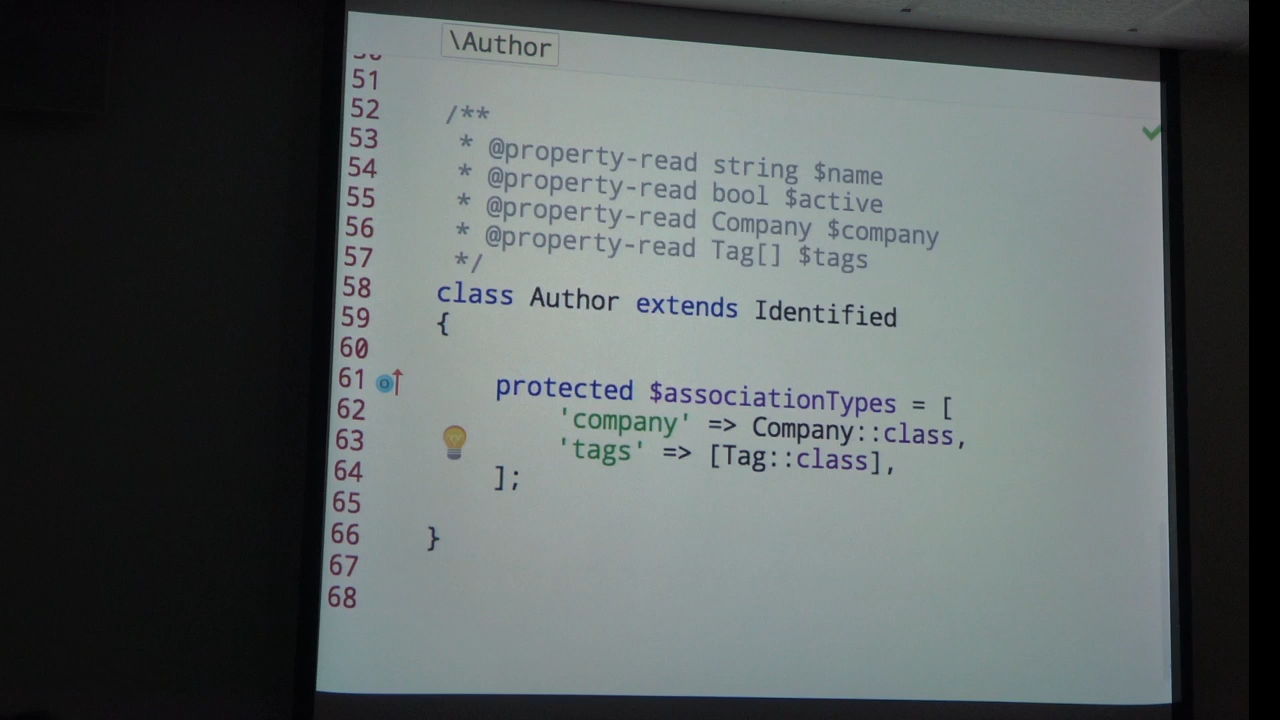 \Author
51
52 /**
53 * @property-read string $name
54 * @property-read bool $active
55 * @property-read Company $company
56 * @property-read Tag[] $tags
57 */
58 class Author extends Identified
59 {
60
61 protected $associationTypes = [
62 'company' => Company::class,
63 'tags' => [Tag::class],
64 ];
65
66 }
67
68